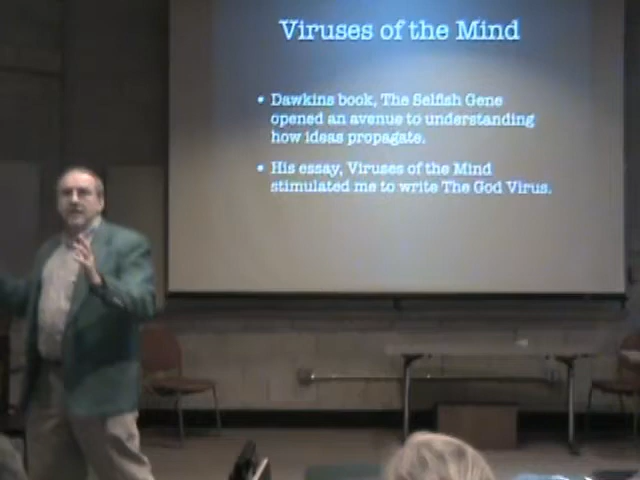 Viruses of the Mind
• Dawkins book, The Selfish Gene
opened an avenue to understanding
how ideas propagate.
• His essay, Viruses of the Mind
stimulated me to write The God Virus.